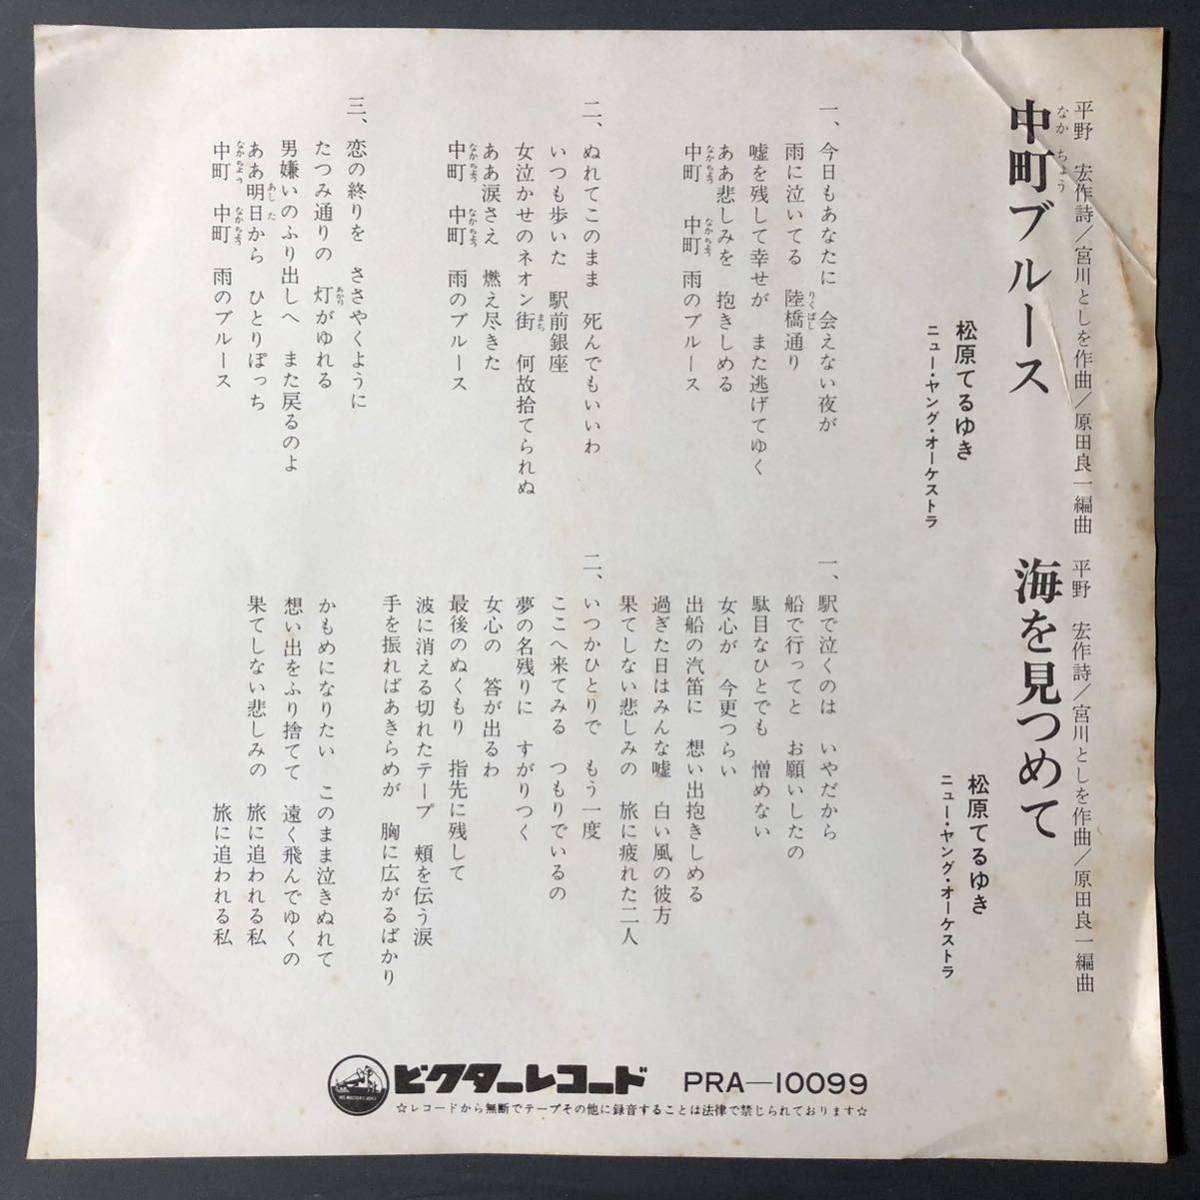 平野　宏作詩／宮川としを作曲／原田良一編曲
中町ブルース
なか ちょう
松原てるゆき
ニュー・ヤング・オーケストラ
一、今日もあなたに　会えない夜が
雨に泣いてる　陸橋通り
りくばし
嘘を残して幸せが　また逃げてゆく
ああ悲しみを　抱きしめる
中町　中町　雨のブルース
なかちょう　なかちょう
二、ぬれてこのまま　死んでもいいわ
いつも歩いた　駅前銀座
女泣かせのネオン街　何故捨てられぬ
まち
ああ涙さえ　燃え尽きた
中町　中町　雨のブルース
なかちょう　なかちょう
三、恋の終りを　ささやくように
たつみ通りの　灯がゆれる
あかり
男嫌いのふり出しへ　また戻るのよ
ああ明日から　ひとりぽっち
あした
中町　中町　雨のブルース
なかちょう　なかちょう
平野　宏作詩／宮川としを作曲／原田良一編曲
海を見つめて
松原てるゆき
ニュー・ヤング・オーケストラ
一、駅で泣くのは　いやだから
船で行ってと　お願いしたの
駄目なひとでも　憎めない
女心が　今更つらい
出船の汽笛に　想い出抱きしめる
過ぎた日はみんな嘘　白い風の彼方
果てしない悲しみの　旅に疲れた二人
二、いつかひとりで　もう一度
ここへ来てみる　つもりでいるの
夢の名残りに　すがりつく
女心の　答が出るわ
最後のぬくもり　指先に残して
波に消える切れたテープ　頬を伝う涙
手を振ればあきらめが　胸に広がるばかり
かもめになりたい　このまま泣きぬれて
想い出をふり捨てて　遠く飛んでゆくの
果てしない悲しみの　旅に追われる私
旅に追われる私
HIS MASTER'S VOICE
ビクターレコード　PRA—10099
☆レコードから無断でテープその他に録音することは法律で禁じられております☆